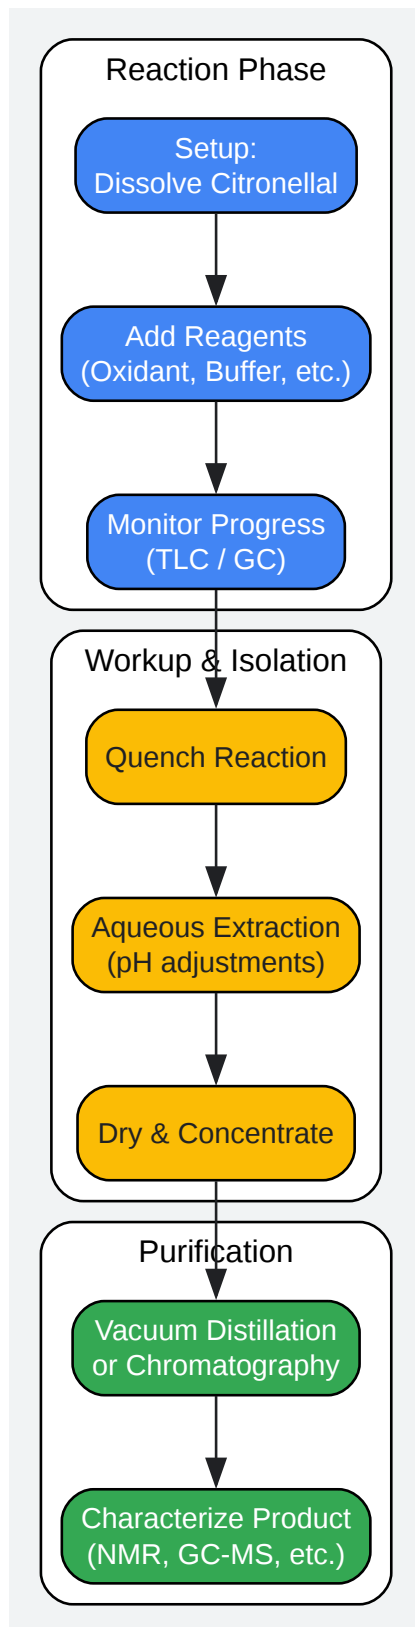 Reaction Phase
Setup:
Dissolve Citronellal
Add Reagents
(Oxidant, Buffer, etc.)
Monitor Progress
(TLC / GC)
Workup & Isolation
Quench Reaction
Aqueous Extraction
(pH adjustments)
Dry & Concentrate
Purification
Vacuum Distillation
or Chromatography
Characterize Product
(NMR, GC-MS, etc.)